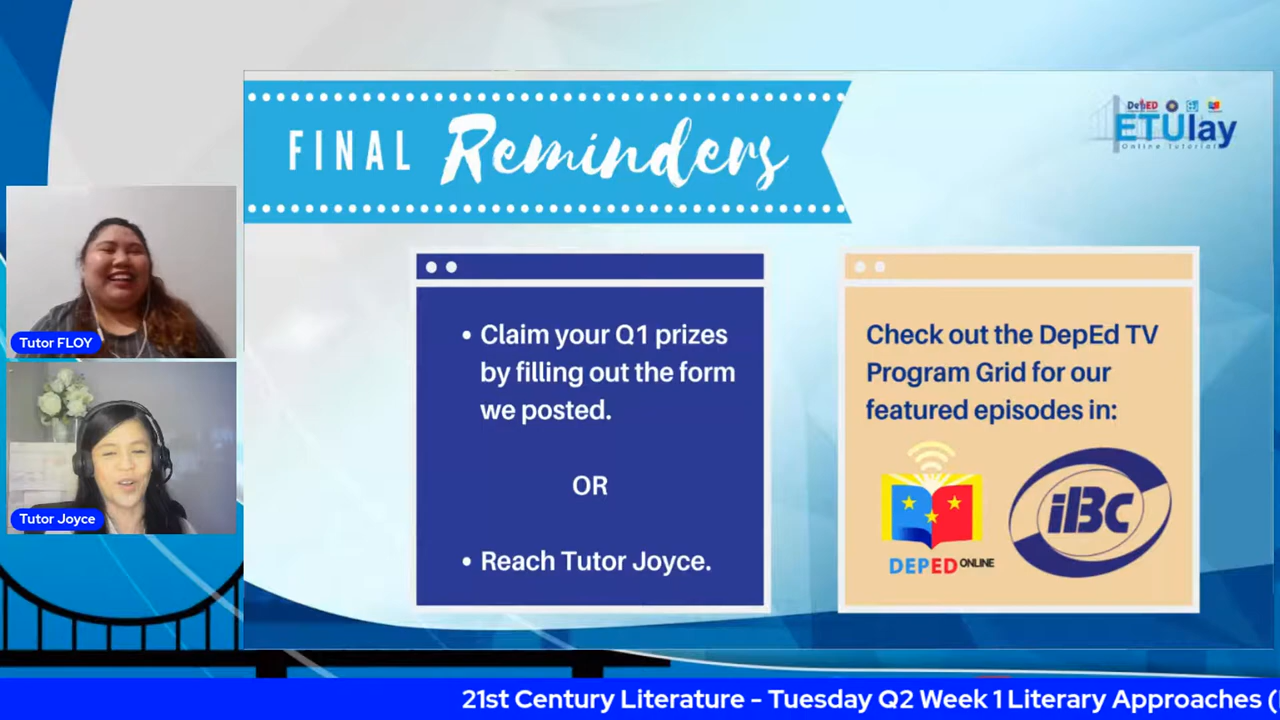 FINAL Reminders
DepED
ETUlay
Online Tutorial
Tutor FLOY
Tutor Joyce
• Claim your Q1 prizes
by filling out the form
we posted.
OR
• Reach Tutor Joyce.
Check out the DepEd TV
Program Grid for our
featured episodes in:
DEPED ONLINE
iBC
21st Century Literature - Tuesday Q2 Week 1 Literary Approaches (